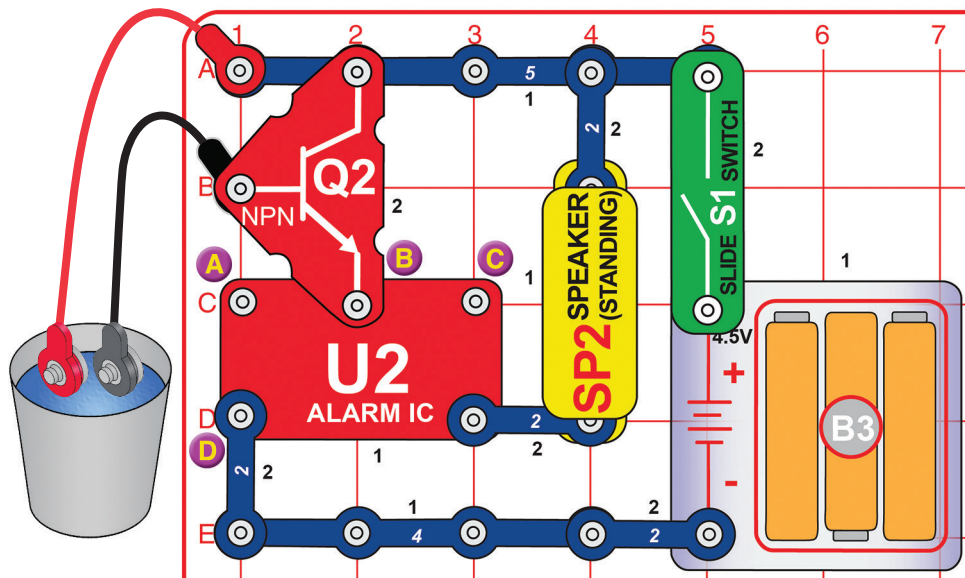 1 2 3 4 5 6 7
A
5
1
2
2
SLIDE SWITCH
S1
2
B
Q2
NPN
2
SP2
SPEAKER
(STANDING)
A
B
C
1
1
C
4.5V
U2
ALARM IC
+
-
B3
D
2
2
D
2
2
1
E
1
4
2
2